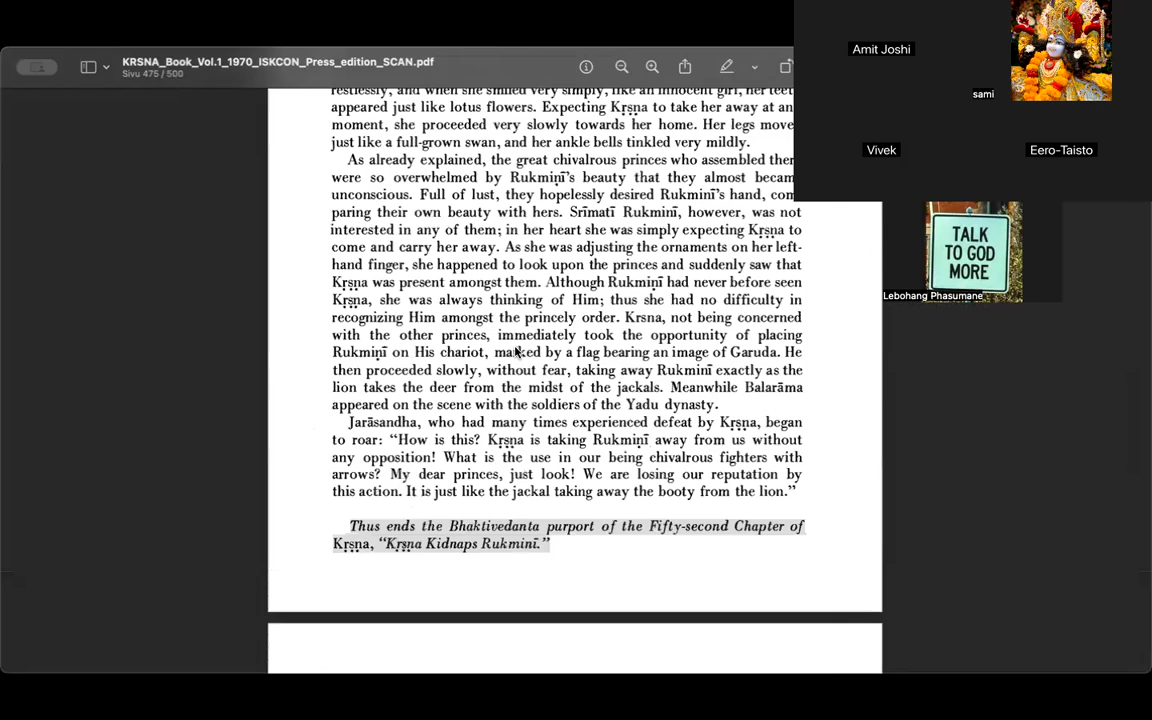 KRSNA_Book_Vol.1_1970_ISKCON_Press_edition_SCAN.pdf
Sivu 475 / 500
restlessly, and when she smiled very simply, like an innocent girl, her teet
appeared just like lotus flowers. Expecting Kṛṣṇa to take her away at an
moment, she proceeded very slowly towards her home. Her legs move
just like a full-grown swan, and her ankle bells tinkled very mildly.
As already explained, the great chivalrous princes who assembled ther
were so overwhelmed by Rukmiṇī's beauty that they almost becam
unconscious. Full of lust, they hopelessly desired Rukmiṇī's hand, com
paring their own beauty with hers. Śrīmatī Rukmiṇī, however, was not
interested in any of them; in her heart she was simply expecting Kṛṣṇa to
come and carry her away. As she was adjusting the ornaments on her left-
hand finger, she happened to look upon the princes and suddenly saw that
Kṛṣṇa was present amongst them. Although Rukmiṇī had never before seen
Kṛṣṇa, she was always thinking of Him; thus she had no difficulty in
recognizing Him amongst the princely order. Krsna, not being concerned
with the other princes, immediately took the opportunity of placing
Rukmiṇī on His chariot, marked by a flag bearing an image of Garuda. He
then proceeded slowly, without fear, taking away Rukmiṇī exactly as the
lion takes the deer from the midst of the jackals. Meanwhile Balarāma
appeared on the scene with the soldiers of the Yadu dynasty.
Jarāsandha, who had many times experienced defeat by Kṛṣṇa, began
to roar: "How is this? Kṛṣṇa is taking Rukmiṇī away from us without
any opposition! What is the use in our being chivalrous fighters with
arrows? My dear princes, just look! We are losing our reputation by
this action. It is just like the jackal taking away the booty from the lion."
Thus ends the Bhaktivedanta purport of the Fifty-second Chapter of
Kṛṣṇa, "Kṛṣṇa Kidnaps Rukmiṇī."
Amit Joshi
sami
Vivek
Eero-Taisto
TALK
TO GOD
MORE
Lebohang Phasumane